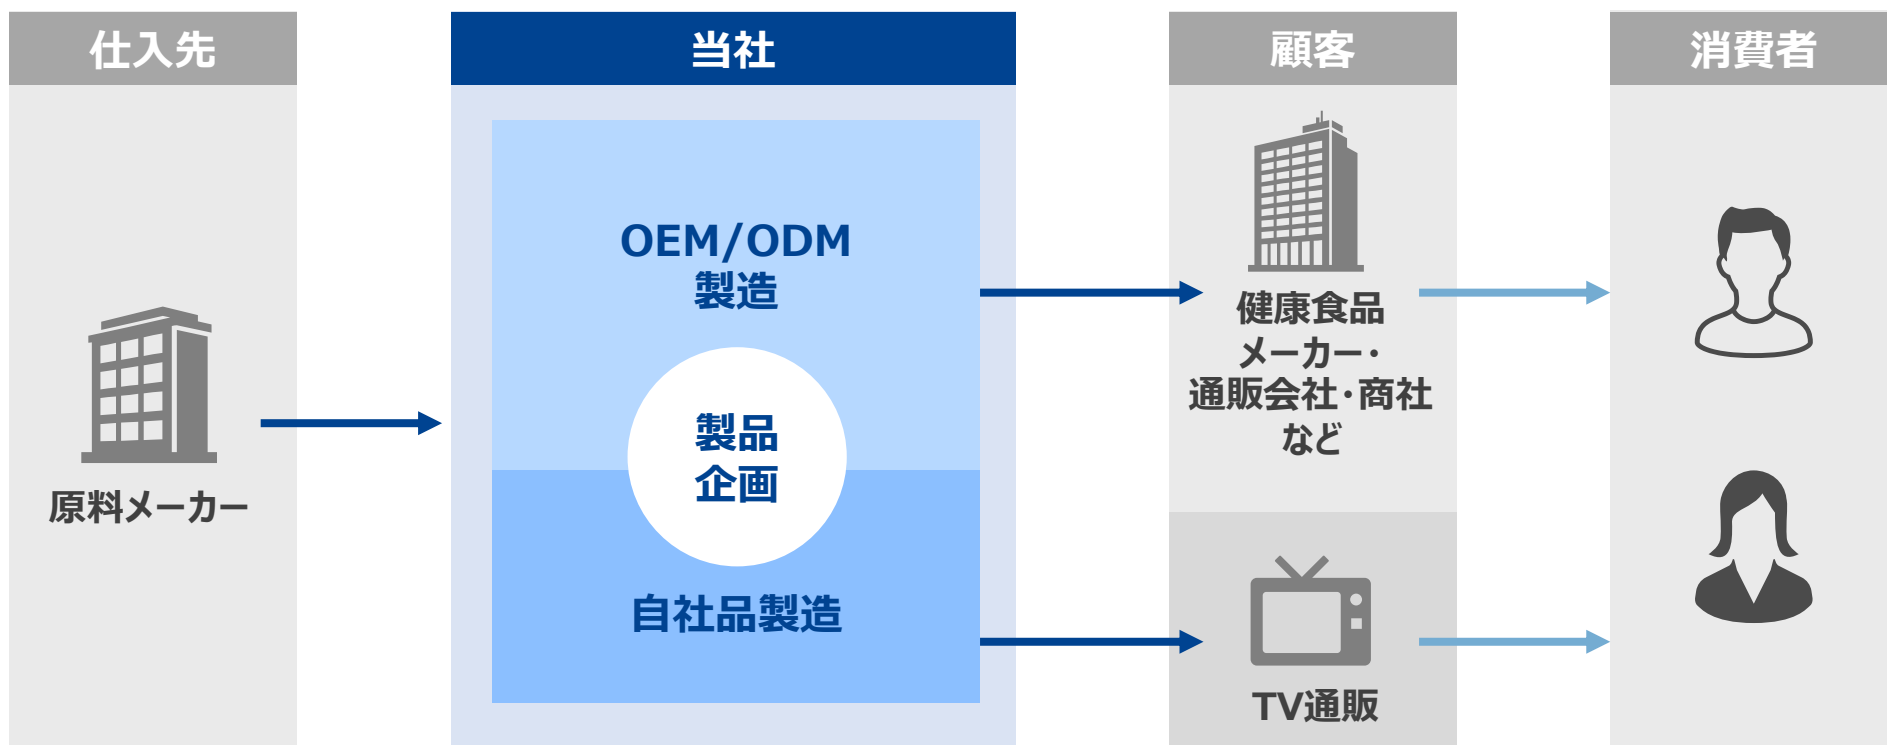 仕入先
当社
顧客
消費者
原料メーカー
OEM/ODM
製造
製品
企画
自社品製造
健康食品
メーカー・
通販会社・商社
など
TV通販